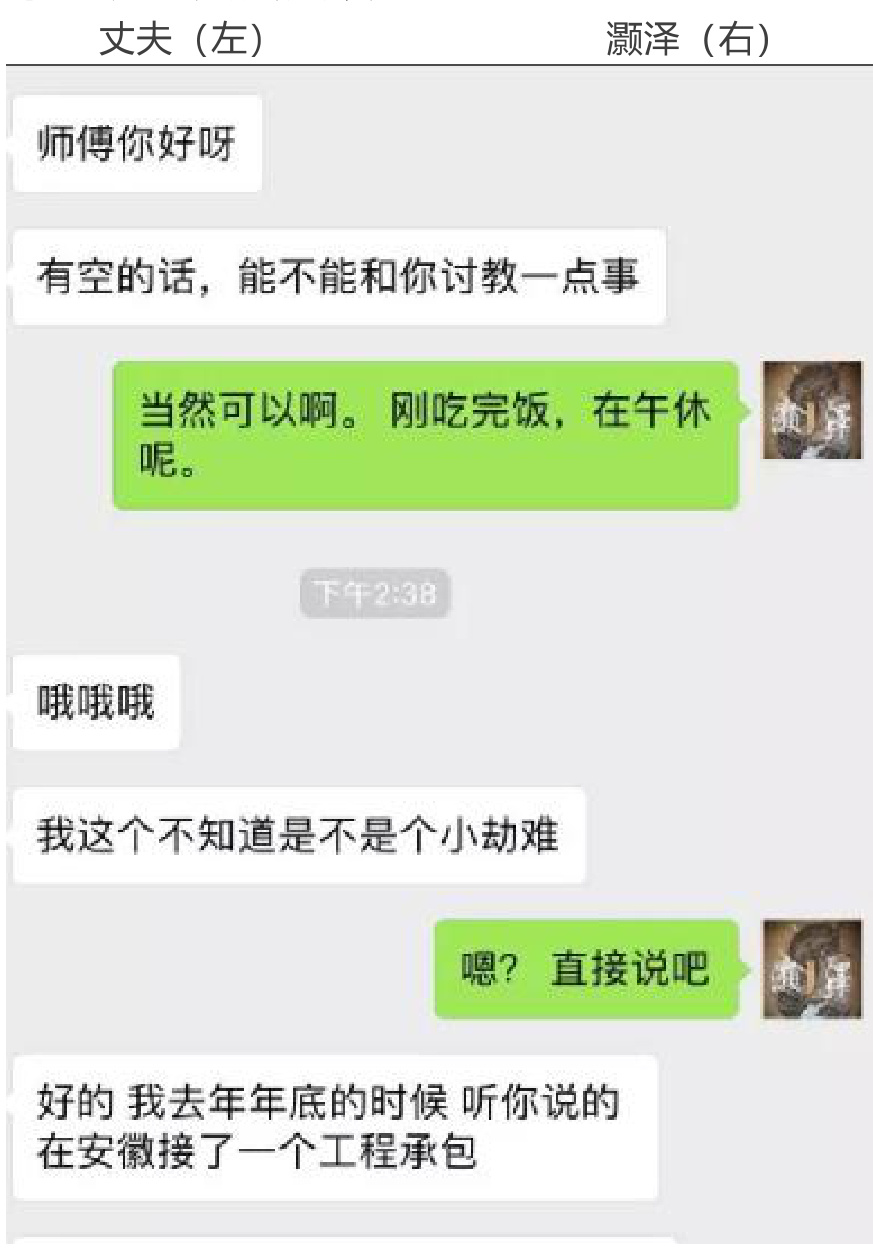 丈夫（左） 灏泽（右）
师傅你好呀
有空的话，能不能和你讨教一点事
当然可以啊。 刚吃完饭，在午休
呢。
下午2:38
哦哦哦
我这个不知道是不是个小劫难
嗯？ 直接说吧
好的 我去年年底的时候 听你说的
在安徽接了一个工程承包